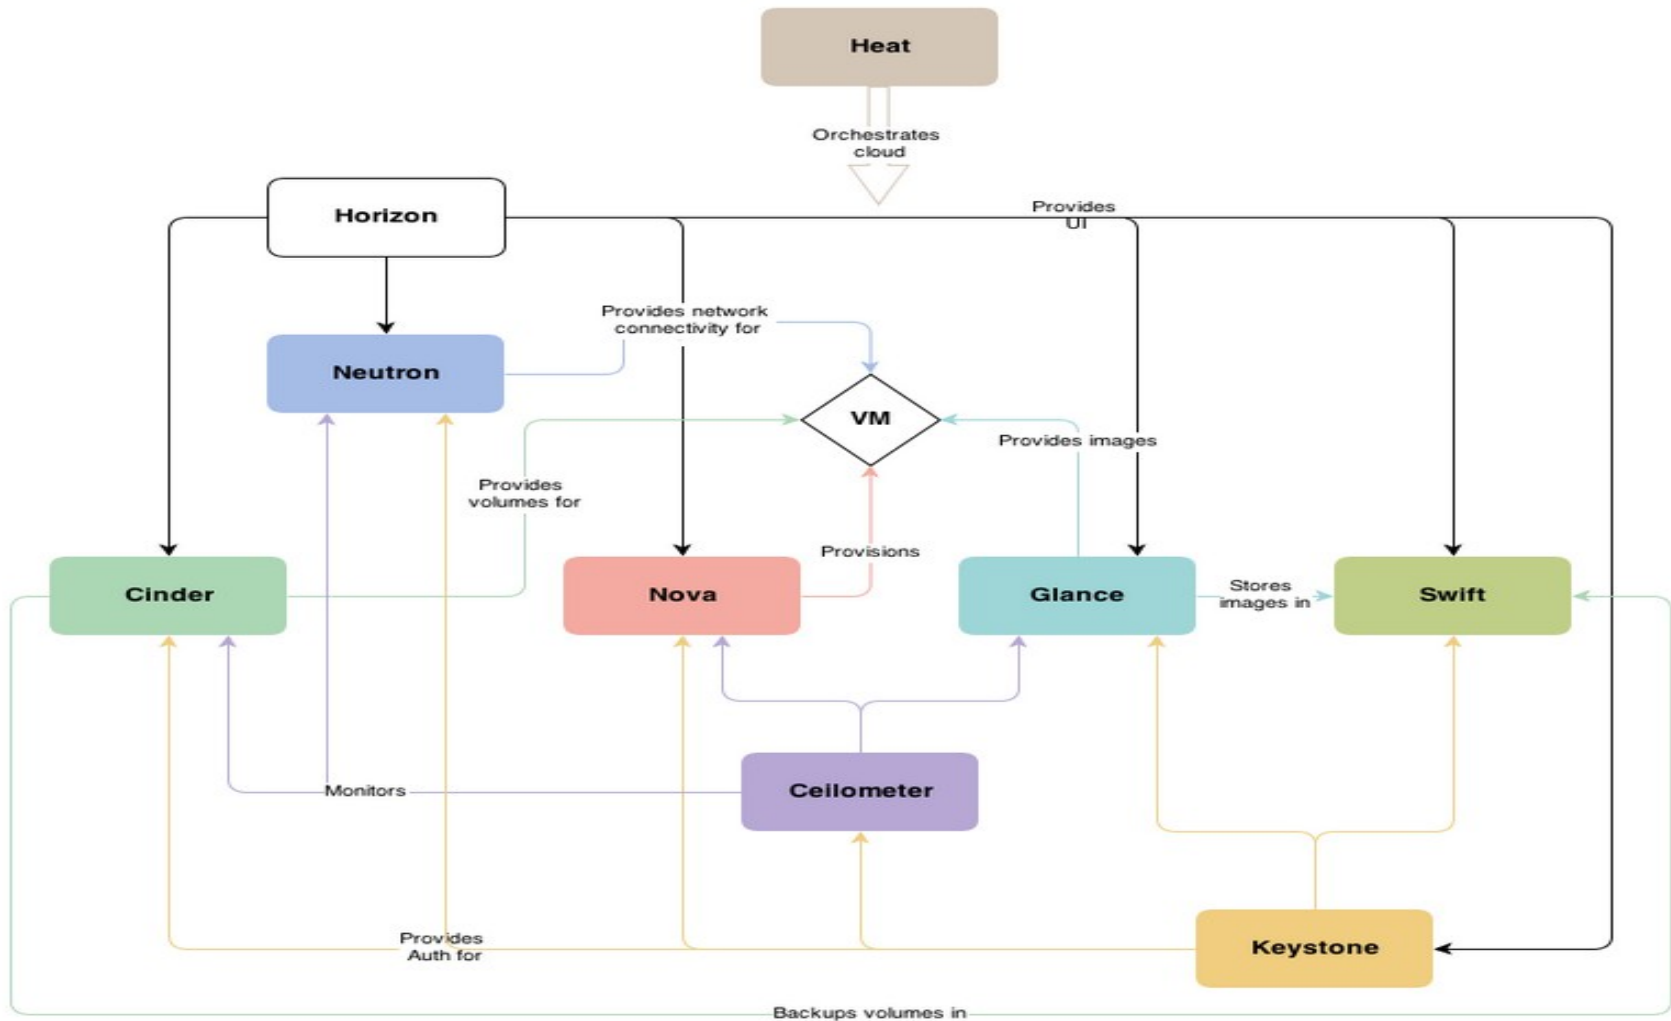 Heat
Orchestrates
cloud
Horizon
Provides
UI
Provides network
connectivity for
Neutron
VM
Provides images
Provides
volumes for
Provisions
Cinder
Nova
Glance
Stores
images in
Swift
Ceilometer
Monitors
Provides
Auth for
Keystone
Backups volumes in